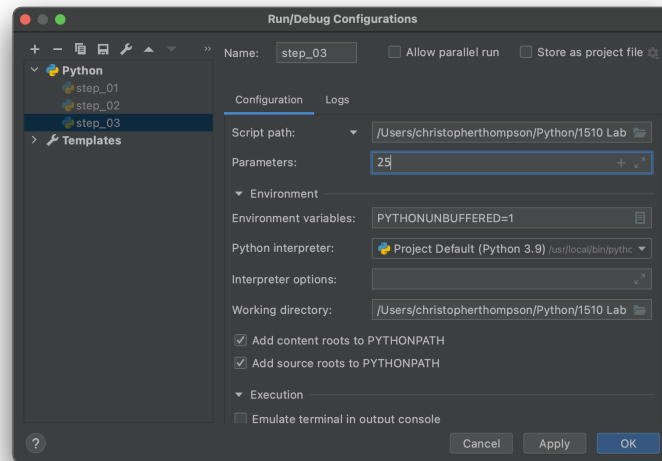 Run/Debug Configurations
Name: step_03 Allow parallel run Store as project file
Python
step_01
step_02
step_03
Templates
Configuration Logs
Script path: /Users/christopherthompson/Python/1510 Lab
Parameters: 25
Environment
Environment variables: PYTHONUNBUFFERED=1
Python interpreter: Project Default (Python 3.9) /usr/local/bin/pythc
Interpreter options:
Working directory: /Users/christopherthompson/Python/1510 Lab
Add content roots to PYTHONPATH
Add source roots to PYTHONPATH
Execution
Emulate terminal in output console
? Cancel Apply OK